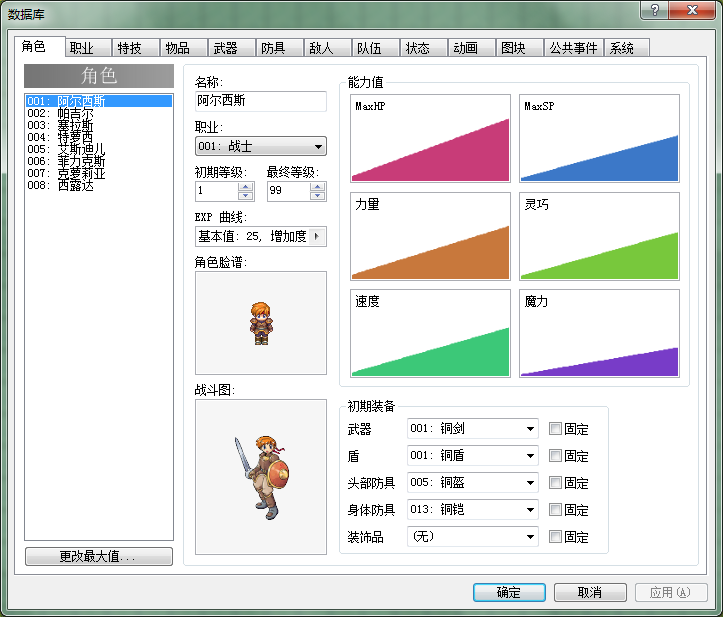 数据库
角色 职业 特技 物品 武器 防具 敌人 队伍 状态 动画 图块 公共事件 系统
角色
001: 阿尔西斯
002: 帕吉尔
003: 塞拉斯
004: 特萝西
005: 艾斯迪儿
006: 菲力克斯
007: 克萝莉亚
008: 西露达
更改最大值...
名称:
阿尔西斯
职业:
001: 战士
初期等级: 最终等级:
1 99
EXP 曲线:
基本值: 25, 增加度
角色脸谱:
战斗图:
能力值
MaxHP MaxSP
力量 灵巧
速度 魔力
初期装备
武器 001: 铜剑 固定
盾 001: 铜盾 固定
头部防具 005: 铜盔 固定
身体防具 013: 铜铠 固定
装饰品 (无) 固定
确定 取消 应用(A)